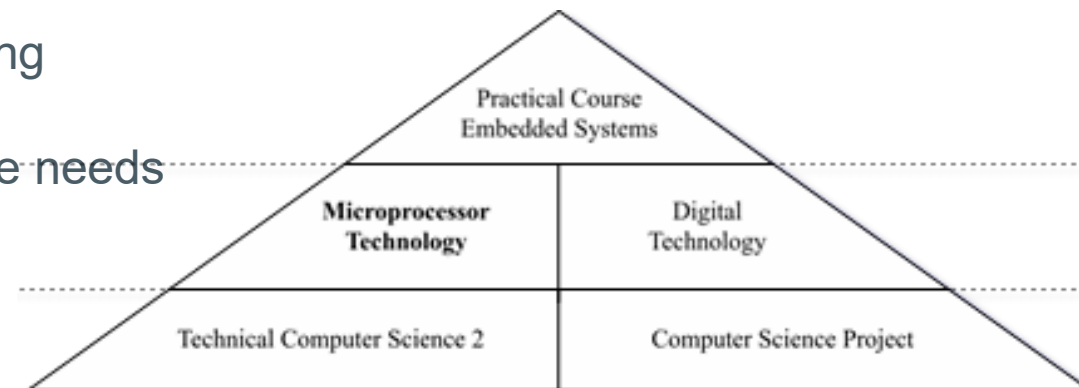 ng
e needs
Practical Course
Embedded Systems
Microprocessor
Technology
Digital
Technology
Technical Computer Science 2
Computer Science Project